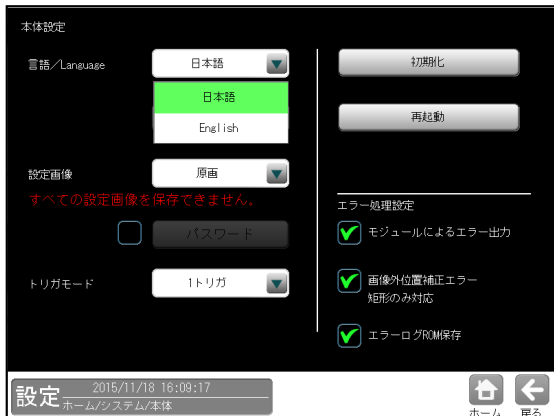 本体設定
言語／Language
日本語
日本語
English
設定画像
原画
すべての設定画像を保存できません。
パスワード
トリガモード
1トリガ
初期化
再起動
エラー処理設定
モジュールによるエラー出力
画像外位置補正エラー
矩形のみ対応
エラーログROM保存
設定
2015/11/18 16:09:17
ホーム/システム/本体
ホーム
戻る